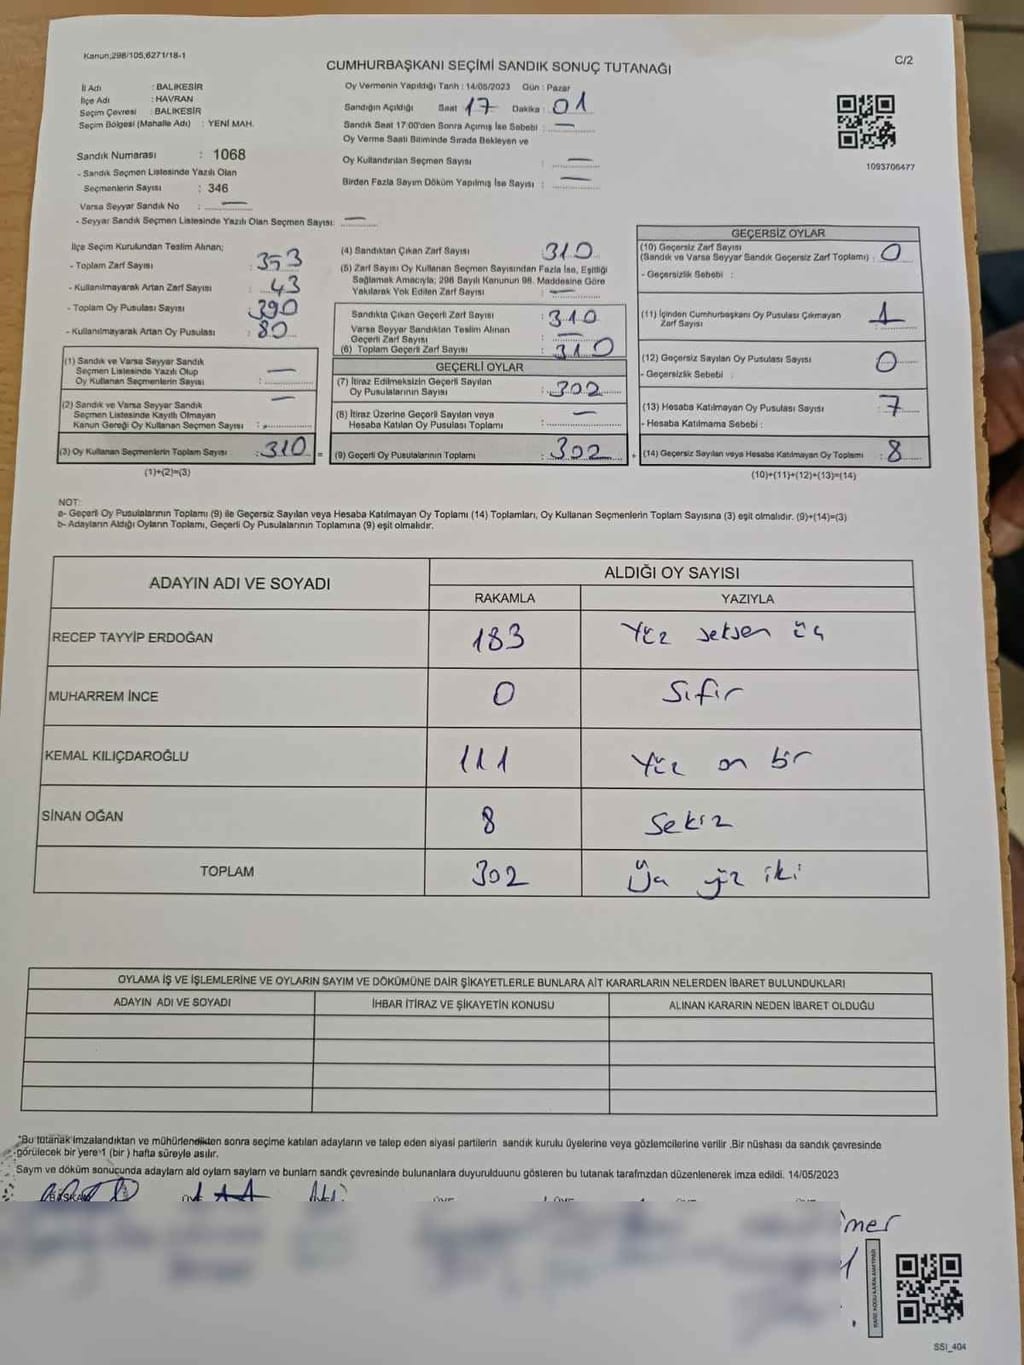 Kanun;298/105;6271/18-1
C/2
CUMHURBAŞKANI SEÇİMİ SANDIK SONUÇ TUTANAĞI
İl Adı : BALIKESİR
İlçe Adı : HAVRAN
Seçim Çevresi : BALIKESİR
Seçim Bölgesi (Mahalle Adı) : YENİ MAH.
Sandık Numarası : 1068
- Sandık Seçmen Listesinde Yazılı Olan
Seçmenlerin Sayısı : 346
Varsa Seyyar Sandık No : —
- Seyyar Sandık Seçmen Listesinde Yazılı Olan Seçmen Sayısı: —
Oy Vermenin Yapıldığı Tarih : 14/05/2023 Gün : Pazar
Sandığın Açıldığı Saat 17 Dakika : 01
Sandık Saat 17:00'den Sonra Açılmış İse Sebebi : —
Oy Verme Saati Bitiminde Sırada Bekleyen ve
Oy Kullandırılan Seçmen Sayısı : —
Birden Fazla Sayım Döküm Yapılmış İse Sayısı : —
1093706477
İlçe Seçim Kurulundan Teslim Alınan;
- Toplam Zarf Sayısı : 353
- Kullanılmayarak Artan Zarf Sayısı : 43
- Toplam Oy Pusulası Sayısı : 390
- Kullanılmayarak Artan Oy Pusulası : 80
(1) Sandık ve Varsa Seyyar Sandık
Seçmen Listesinde Yazılı Olup
Oy Kullanan Seçmenlerin Sayısı : —
(2) Sandık ve Varsa Seyyar Sandık
Seçmen Listesinde Kayıtlı Olmayan
Kanun Gereği Oy Kullanan Seçmen Sayısı : —
(3) Oy Kullanan Seçmenlerin Toplam Sayısı : 310 =
(1)+(2)=(3)
(4) Sandıktan Çıkan Zarf Sayısı 310
(5) Zarf Sayısı Oy Kullanan Seçmen Sayısından Fazla İse, Eşitliği
Sağlamak Amacıyla; 298 Sayılı Kanunun 98. Maddesine Göre
Yakılarak Yok Edilen Zarf Sayısı : —
Sandıkta Çıkan Geçerli Zarf Sayısı : 310
Varsa Seyyar Sandıktan Teslim Alınan
Geçerli Zarf Sayısı : —
(6) Toplam Geçerli Zarf Sayısı : 310
GEÇERLİ OYLAR
(7) İtiraz Edilmeksizin Geçerli Sayılan
Oy Pusulalarının Sayısı : 302
(8) İtiraz Üzerine Geçerli Sayılan veya
Hesaba Katılan Oy Pusulası Toplamı : —
(9) Geçerli Oy Pusulalarının Toplamı : 302 +
GEÇERSİZ OYLAR
(10) Geçersiz Zarf Sayısı
(Sandık ve Varsa Seyyar Sandık Geçersiz Zarf Toplamı) : 0
- Geçersizlik Sebebi :
(11) İçinden Cumhurbaşkanı Oy Pusulası Çıkmayan
Zarf Sayısı : 1
(12) Geçersiz Sayılan Oy Pusulası Sayısı : 0
- Geçersizlik Sebebi :
(13) Hesaba Katılmayan Oy Pusulası Sayısı : 7
- Hesaba Katılmama Sebebi :
(14) Geçersiz Sayılan veya Hesaba Katılmayan Oy Toplamı : 8
(10)+(11)+(12)+(13)=(14)
NOT:
a- Geçerli Oy Pusulalarının Toplamı (9) ile Geçersiz Sayılan veya Hesaba Katılmayan Oy Toplamı (14) Toplamları, Oy Kullanan Seçmenlerin Toplam Sayısına (3) eşit olmalıdır. (9)+(14)=(3)
b- Adayların Aldığı Oyların Toplamı, Geçerli Oy Pusulalarının Toplamına (9) eşit olmalıdır.
ADAYIN ADI VE SOYADI ALDIĞI OY SAYISI
RAKAMLA YAZIYLA
RECEP TAYYİP ERDOĞAN 183 Yüz seksen üç
MUHARREM İNCE 0 Sıfır
KEMAL KILIÇDAROĞLU 111 Yüz on bir
SİNAN OĞAN 8 Sekiz
TOPLAM 302 Üç yüz iki
OYLAMA İŞ VE İŞLEMLERİNE VE OYLARIN SAYIM VE DÖKÜMÜNE DAİR ŞİKAYETLERLE BUNLARA AİT KARARLARIN NELERDEN İBARET BULUNDUKLARI
ADAYIN ADI VE SOYADI İHBAR İTİRAZ VE ŞİKAYETİN KONUSU ALINAN KARARIN NEDEN İBARET OLDUĞU
*Bu tutanak imzalandıktan ve mühürlendikten sonra seçime katılan adayların ve talep eden siyasi partilerin sandık kurulu üyelerine veya gözlemcilerine verilir .Bir nüshası da sandık çevresinde
görülecek bir yere 1 (bir ) hafta süreyle asılır.
Sayım ve döküm sonucunda adayların aldı oyların sayıları ve bunların sandk çevresinde bulunanlara duyurulduunu gösteren bu tutanak tarafmzdan düzenlenerek imza edildi. 14/05/2023
BAŞKAN
SSI_404